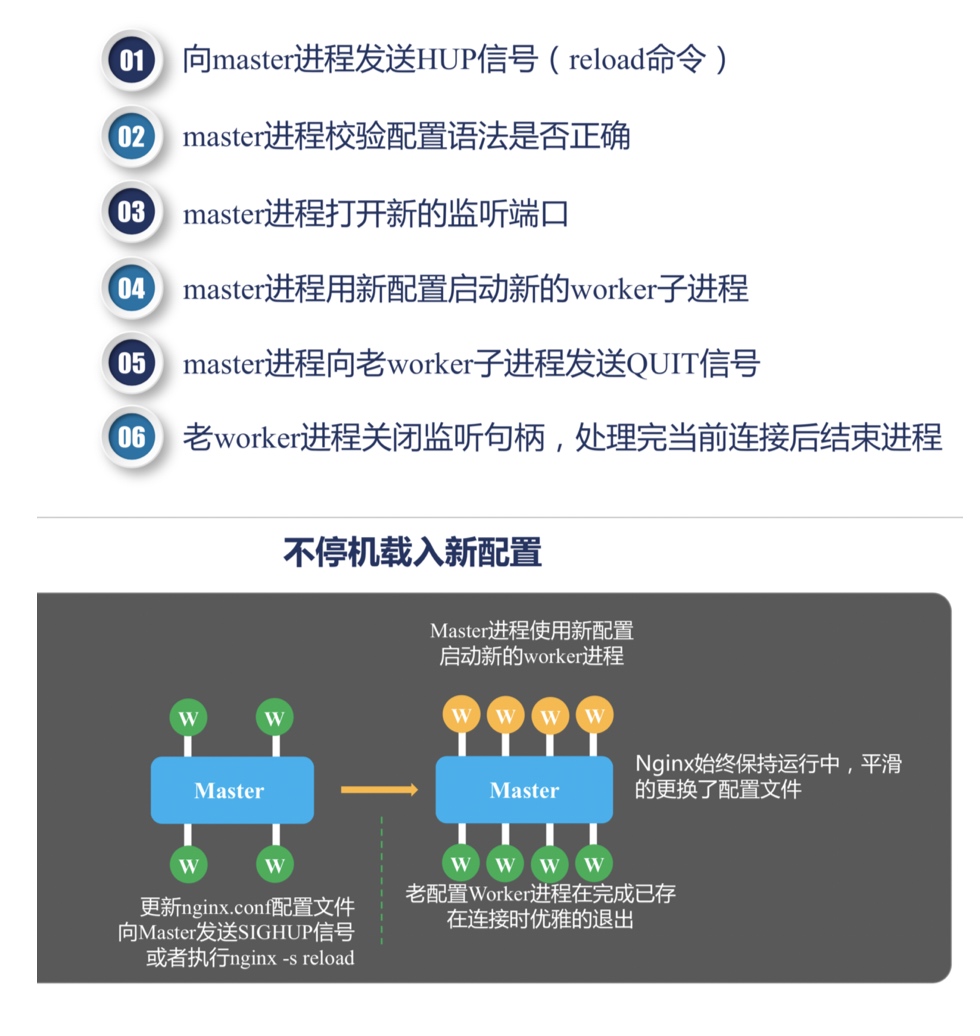 01 向master进程发送HUP信号（reload命令）
02 master进程校验配置语法是否正确
03 master进程打开新的监听端口
04 master进程用新配置启动新的worker子进程
05 master进程向老worker子进程发送QUIT信号
06 老worker进程关闭监听句柄，处理完当前连接后结束进程
不停机载入新配置
Master进程使用新配置
启动新的worker进程
W W
Master
W W
W W W W
Master
W W W W
Nginx始终保持运行中，平滑
的更换了配置文件
更新nginx.conf配置文件
向Master发送SIGHUP信号
或者执行nginx -s reload
老配置Worker进程在完成已存
在连接时优雅的退出